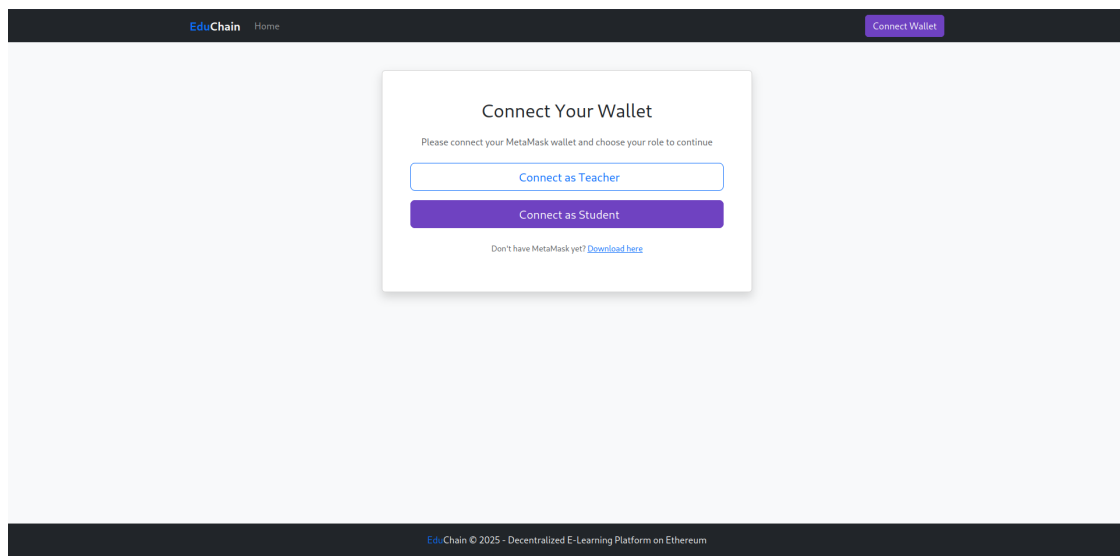 EduChain Home Connect Wallet
Connect Your Wallet
Please connect your MetaMask wallet and choose your role to continue
Connect as Teacher
Connect as Student
Don't have MetaMask yet? Download here
EduChain © 2025 - Decentralized E-Learning Platform on Ethereum